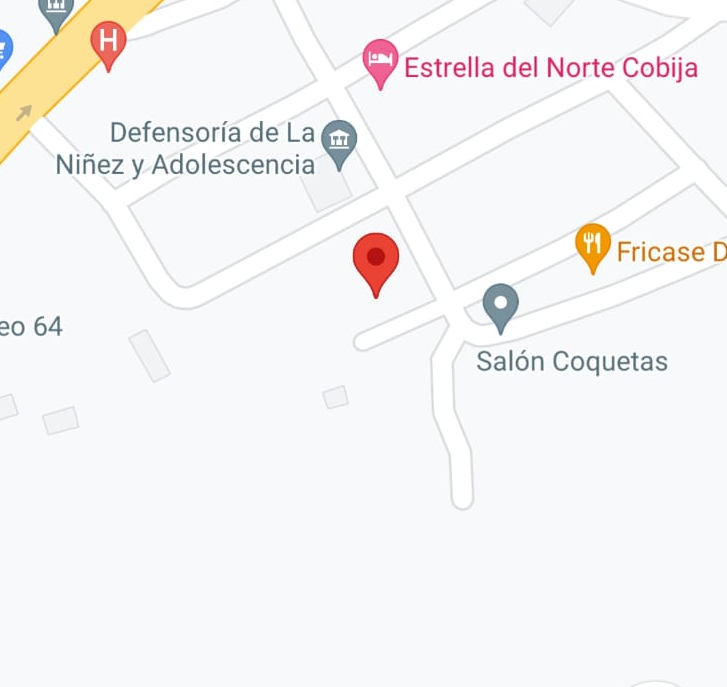 H
Estrella del Norte Cobija
Defensoría de La
Niñez y Adolescencia
Fricase D
eo 64
Salón Coquetas